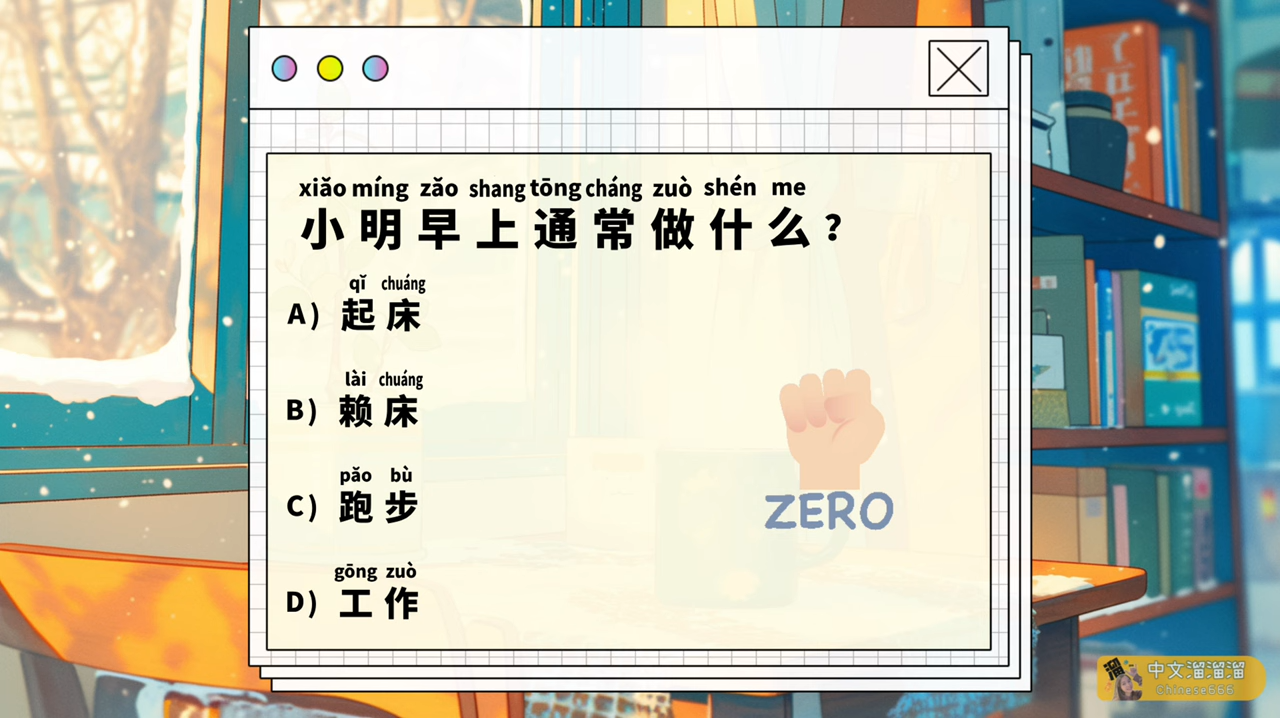 xiǎo míng zǎo shang tōng cháng zuò shén me
小明早上通常做什么?
qǐ chuáng
A) 起床
lài chuáng
B) 赖床
pǎo bù
C) 跑步
gōng zuò
D) 工作
ZERO
溜
中文溜溜溜
Chinese666